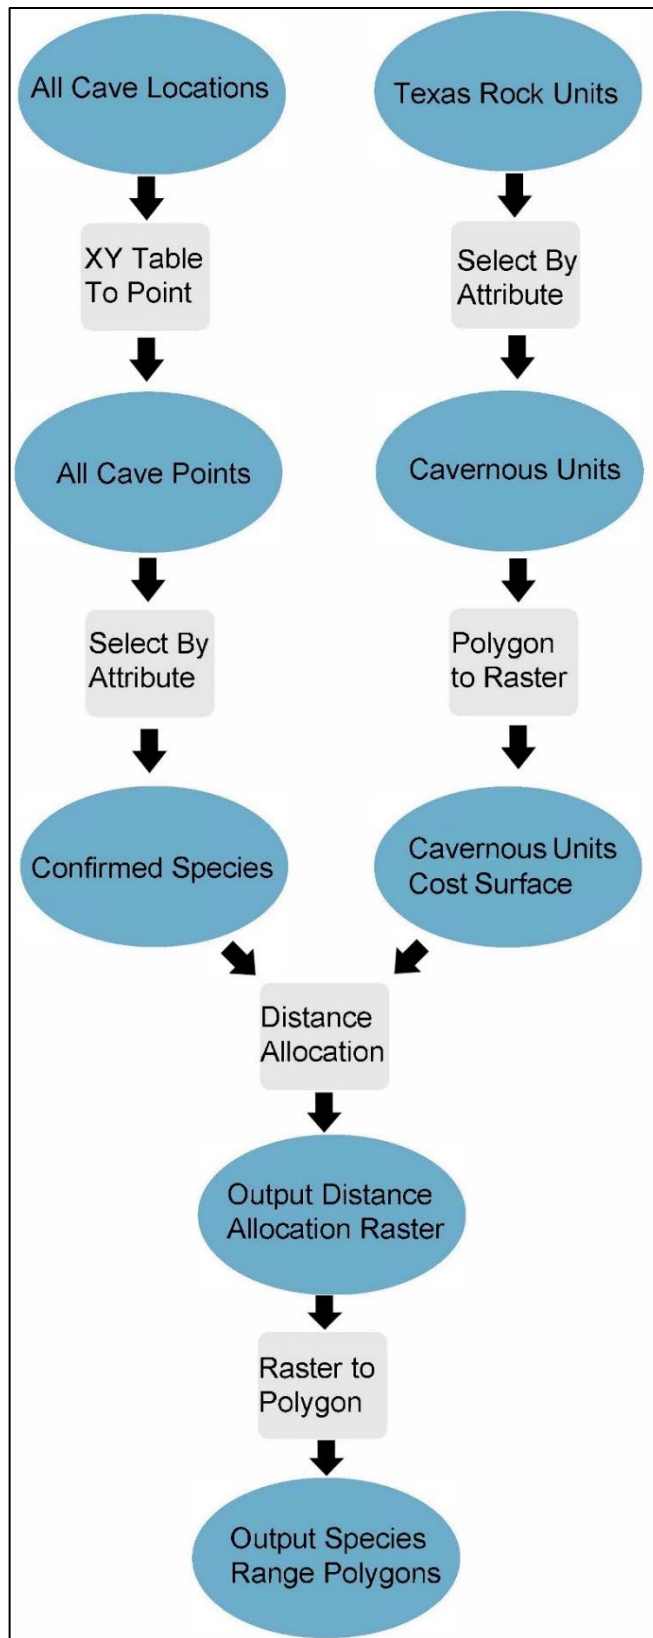 All Cave Locations
Texas Rock Units
XY Table
To Point
Select By
Attribute
All Cave Points
Cavernous Units
Select By
Attribute
Polygon
to Raster
Confirmed Species
Cavernous Units
Cost Surface
Distance
Allocation
Output Distance
Allocation Raster
Raster to
Polygon
Output Species
Range Polygons